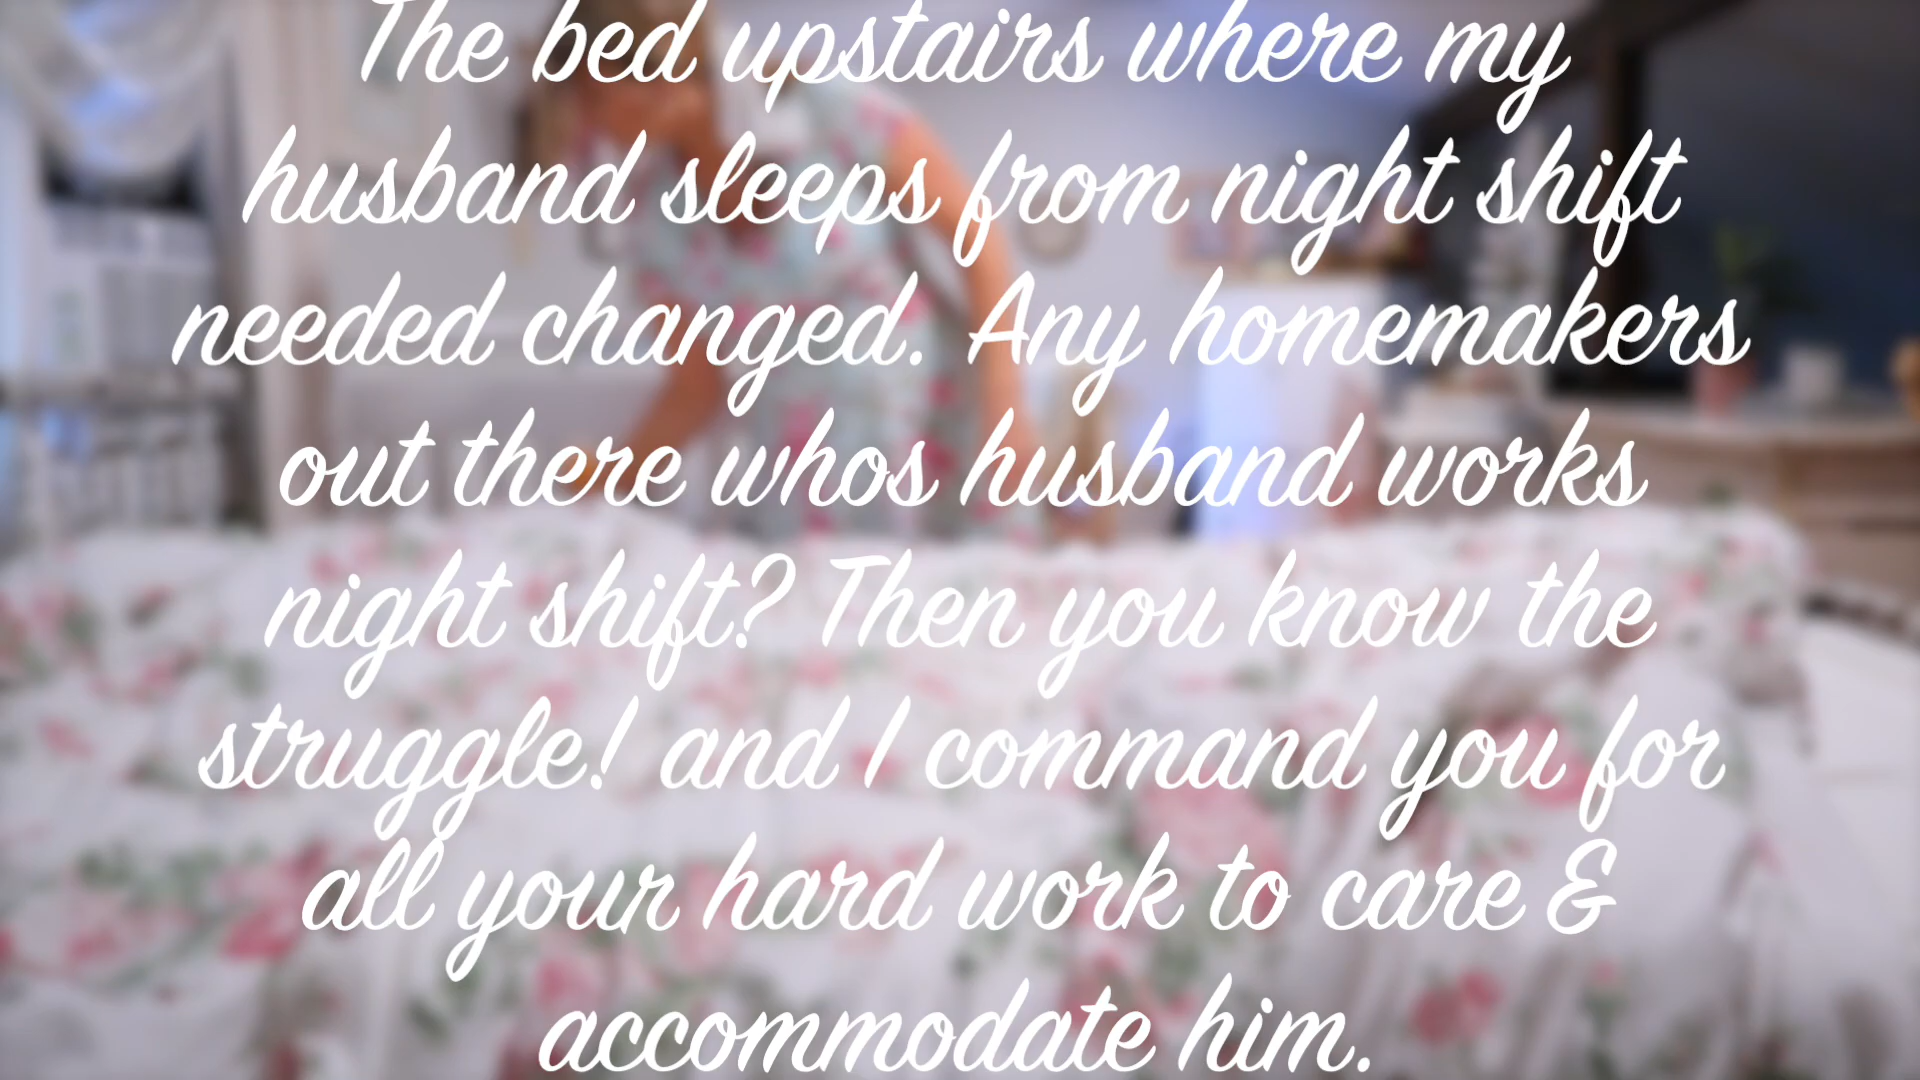 The bed upstairs where my
husband sleeps from night shift
needed changed. Any homemakers
out there whos husband works
night shift? Then you know the
struggle! and I command you for
all your hard work to care &
accommodate him.